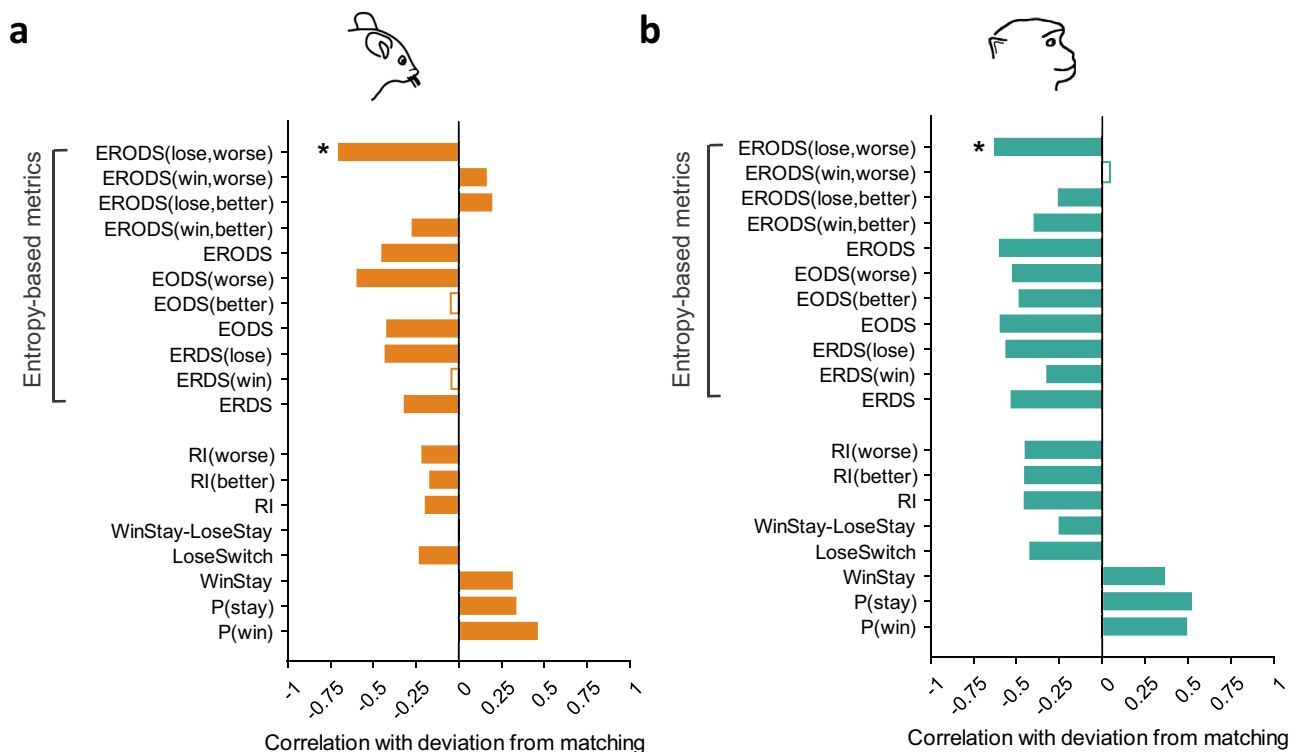 a
Entropy-based metrics
*
ERODS(lose,worse)
ERODS(win,worse)
ERODS(lose,better)
ERODS(win,better)
ERODS
EODS(worse)
EODS(better)
EODS
ERDS(lose)
ERDS(win)
ERDS
RI(worse)
RI(better)
RI
WinStay-LoseStay
LoseSwitch
WinStay
P(stay)
P(win)
-1 -0.75 -0.5 -0.25 0 0.25 0.5 0.75 1
Correlation with deviation from matching
b
Entropy-based metrics
*
ERODS(lose,worse)
ERODS(win,worse)
ERODS(lose,better)
ERODS(win,better)
ERODS
EODS(worse)
EODS(better)
EODS
ERDS(lose)
ERDS(win)
ERDS
RI(worse)
RI(better)
RI
WinStay-LoseStay
LoseSwitch
WinStay
P(stay)
P(win)
-1 -0.75 -0.5 -0.25 0 0.25 0.5 0.75 1
Correlation with deviation from matching